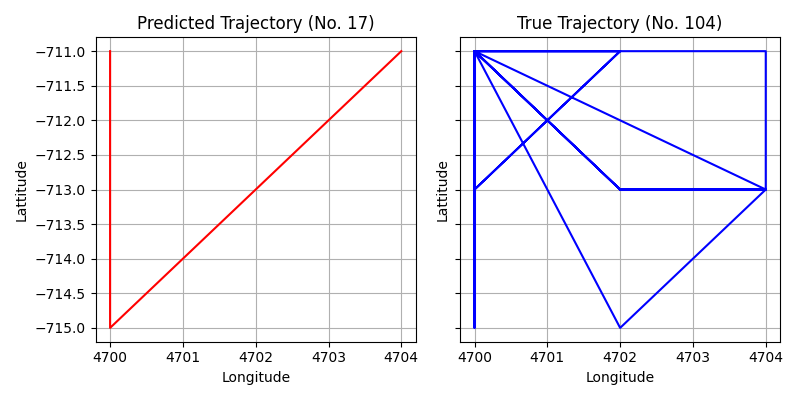 Predicted Trajectory (No. 17)
−711.0
−711.5
−712.0
−712.5
−713.0
−713.5
−714.0
−714.5
−715.0
Lattitude
4700 4701 4702 4703 4704
Longitude
True Trajectory (No. 104)
Lattitude
4700 4701 4702 4703 4704
Longitude